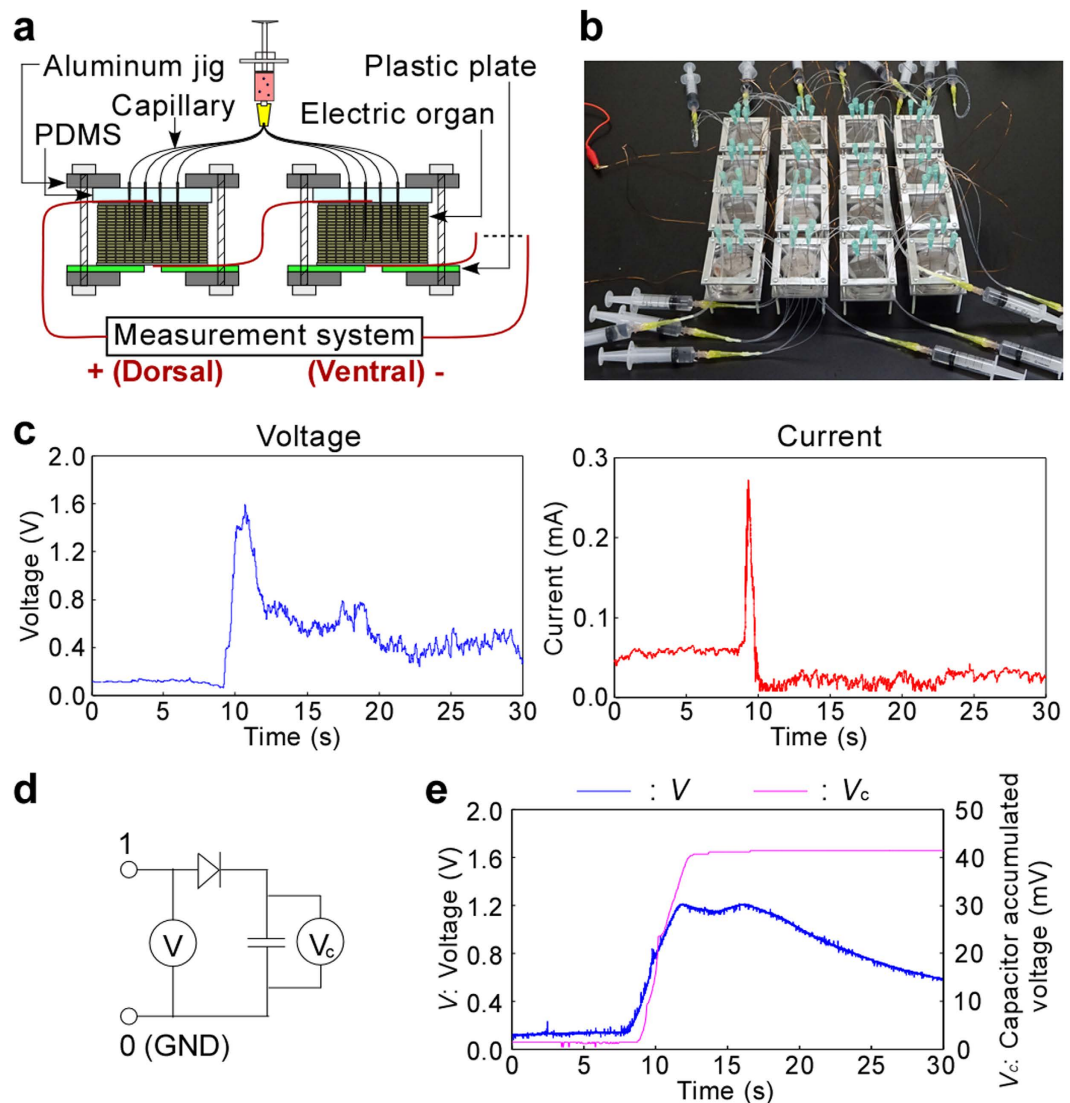 a
Aluminum jig
Capillary
PDMS
Plastic plate
Electric organ
Measurement system
+ (Dorsal)
(Ventral) -
b
c
Voltage
2.0
1.6
1.2
0.8
0.4
0.0
Voltage (V)
0 5 10 15 20 25 30
Time (s)
Current
0.3
0.2
0.1
0.0
Current (mA)
0 5 10 15 20 25 30
Time (s)
d
1
V
Vc
0 (GND)
e
: V
: Vc
2.0
1.6
1.2
0.8
0.4
0.0
V: Voltage (V)
50
40
30
20
10
0
Vc: Capacitor accumulated
voltage (mV)
0 5 10 15 20 25 30
Time (s)